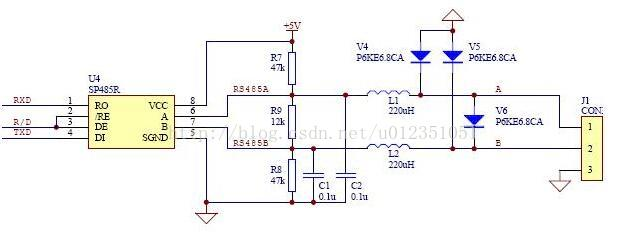 +5V
V4
P6KE6.8CA
V5
P6KE6.8CA
U4
SP485R
R7
47k
RXD
1
RO
VCC
8
RS485A
A
2
/RE
A
6
R9
12k
L1
220uH
V6
P6KE6.8CA
J1
CON.
R/D
3
DE
B
7
1
TXD
4
DI
SGND
5
RS485B
B
2
L2
220uH
3
R8
47k
C1
0.1u
C2
0.1u